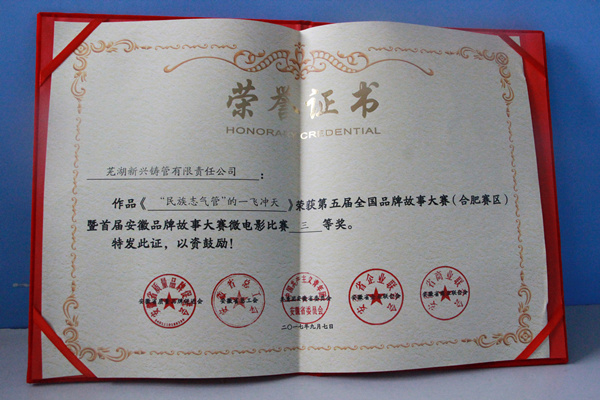 荣誉证书
HONORARY CREDENTIAL
芜湖新兴铸管有限责任公司：
作品《“民族志气管”的一飞冲天》荣获第五届全国品牌故事大赛（合肥赛区）
暨首届安徽品牌故事大赛微电影比赛三等奖。
特发此证，以资鼓励！
二〇一七年九月七日